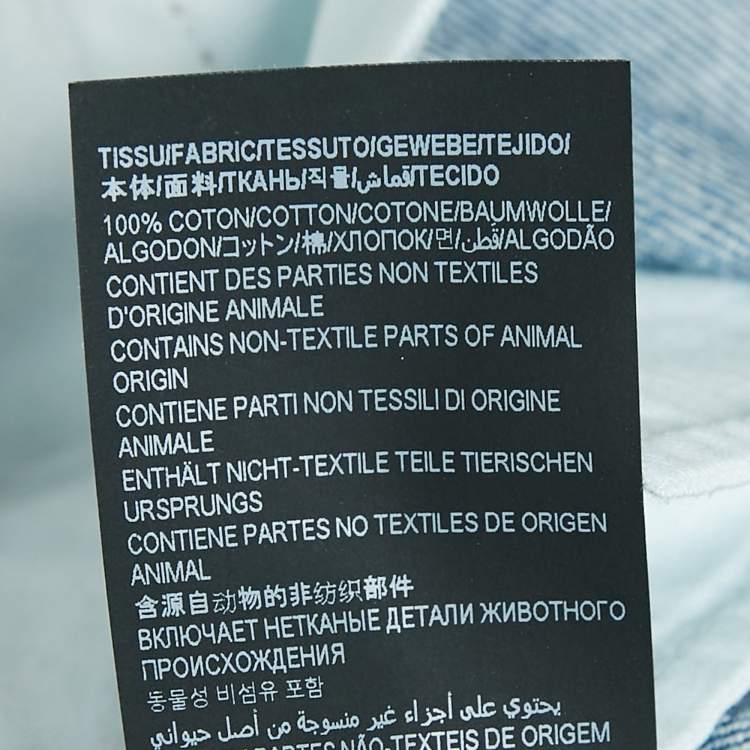 TISSU/FABRIC/TESSUTO/GEWEBE/TEJIDO/
本体/面料/ТКАНЬ/직물/قماش/TECIDO
100% COTON/COTTON/COTONE/BAUMWOLLE/
ALGODON/コットン/棉/ХЛОПОК/면/قطن/ALGODÃO
CONTIENT DES PARTIES NON TEXTILES
D'ORIGINE ANIMALE
CONTAINS NON-TEXTILE PARTS OF ANIMAL
ORIGIN
CONTIENE PARTI NON TESSILI DI ORIGINE
ANIMALE
ENTHÄLT NICHT-TEXTILE TEILE TIERISCHEN
URSPRUNGS
CONTIENE PARTES NO TEXTILES DE ORIGEN
ANIMAL
含源自动物的非纺织部件
ВКЛЮЧАЕТ НЕТКАНЫЕ ДЕТАЛИ ЖИВОТНОГО
ПРОИСХОЖДЕНИЯ
동물성 비섬유 포함
يحتوي على أجزاء غير منسوجة من أصل حيواني
PARTES NÃO-TEXTEIS DE ORIGEM